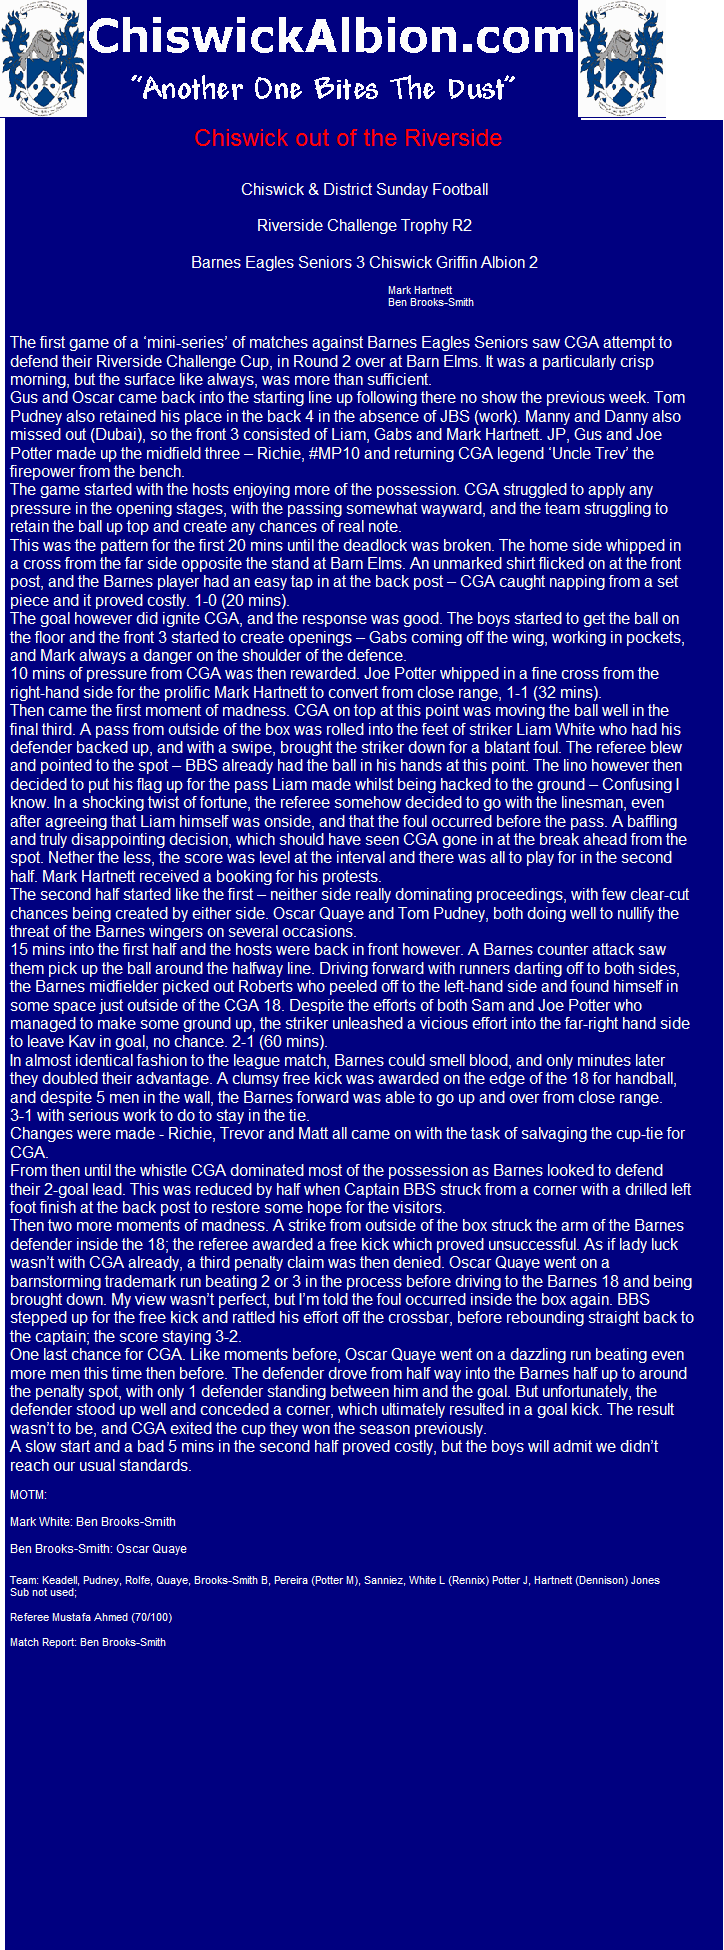 ChiswickAlbion.com
“Another One Bites The Dust”
Chiswick out of the Riverside
Chiswick & District Sunday Football
Riverside Challenge Trophy R2
Barnes Eagles Seniors 3 Chiswick Griffin Albion 2
Mark Hartnett
Ben Brooks-Smith
The first game of a ‘mini-series’ of matches against Barnes Eagles Seniors saw CGA attempt to
defend their Riverside Challenge Cup, in Round 2 over at Barn Elms. It was a particularly crisp
morning, but the surface like always, was more than sufficient.
Gus and Oscar came back into the starting line up following there no show the previous week. Tom
Pudney also retained his place in the back 4 in the absence of JBS (work). Manny and Danny also
missed out (Dubai), so the front 3 consisted of Liam, Gabs and Mark Hartnett. JP, Gus and Joe
Potter made up the midfield three – Richie, #MP10 and returning CGA legend ‘Uncle Trev’ the
firepower from the bench.
The game started with the hosts enjoying more of the possession. CGA struggled to apply any
pressure in the opening stages, with the passing somewhat wayward, and the team struggling to
retain the ball up top and create any chances of real note.
This was the pattern for the first 20 mins until the deadlock was broken. The home side whipped in
a cross from the far side opposite the stand at Barn Elms. An unmarked shirt flicked on at the front
post, and the Barnes player had an easy tap in at the back post – CGA caught napping from a set
piece and it proved costly. 1-0 (20 mins).
The goal however did ignite CGA, and the response was good. The boys started to get the ball on
the floor and the front 3 started to create openings – Gabs coming off the wing, working in pockets,
and Mark always a danger on the shoulder of the defence.
10 mins of pressure from CGA was then rewarded. Joe Potter whipped in a fine cross from the
right-hand side for the prolific Mark Hartnett to convert from close range, 1-1 (32 mins).
Then came the first moment of madness. CGA on top at this point was moving the ball well in the
final third. A pass from outside of the box was rolled into the feet of striker Liam White who had his
defender backed up, and with a swipe, brought the striker down for a blatant foul. The referee blew
and pointed to the spot – BBS already had the ball in his hands at this point. The lino however then
decided to put his flag up for the pass Liam made whilst being hacked to the ground – Confusing I
know. In a shocking twist of fortune, the referee somehow decided to go with the linesman, even
after agreeing that Liam himself was onside, and that the foul occurred before the pass. A baffling
and truly disappointing decision, which should have seen CGA gone in at the break ahead from the
spot. Nether the less, the score was level at the interval and there was all to play for in the second
half. Mark Hartnett received a booking for his protests.
The second half started like the first – neither side really dominating proceedings, with few clear-cut
chances being created by either side. Oscar Quaye and Tom Pudney, both doing well to nullify the
threat of the Barnes wingers on several occasions.
15 mins into the first half and the hosts were back in front however. A Barnes counter attack saw
them pick up the ball around the halfway line. Driving forward with runners darting off to both sides,
the Barnes midfielder picked out Roberts who peeled off to the left-hand side and found himself in
some space just outside of the CGA 18. Despite the efforts of both Sam and Joe Potter who
managed to make some ground up, the striker unleashed a vicious effort into the far-right hand side
to leave Kav in goal, no chance. 2-1 (60 mins).
In almost identical fashion to the league match, Barnes could smell blood, and only minutes later
they doubled their advantage. A clumsy free kick was awarded on the edge of the 18 for handball,
and despite 5 men in the wall, the Barnes forward was able to go up and over from close range.
3-1 with serious work to do to stay in the tie.
Changes were made - Richie, Trevor and Matt all came on with the task of salvaging the cup-tie for
CGA.
From then until the whistle CGA dominated most of the possession as Barnes looked to defend
their 2-goal lead. This was reduced by half when Captain BBS struck from a corner with a drilled left
foot finish at the back post to restore some hope for the visitors.
Then two more moments of madness. A strike from outside of the box struck the arm of the Barnes
defender inside the 18; the referee awarded a free kick which proved unsuccessful. As if lady luck
wasn’t with CGA already, a third penalty claim was then denied. Oscar Quaye went on a
barnstorming trademark run beating 2 or 3 in the process before driving to the Barnes 18 and being
brought down. My view wasn’t perfect, but I’m told the foul occurred inside the box again. BBS
stepped up for the free kick and rattled his effort off the crossbar, before rebounding straight back to
the captain; the score staying 3-2.
One last chance for CGA. Like moments before, Oscar Quaye went on a dazzling run beating even
more men this time then before. The defender drove from half way into the Barnes half up to around
the penalty spot, with only 1 defender standing between him and the goal. But unfortunately, the
defender stood up well and conceded a corner, which ultimately resulted in a goal kick. The result
wasn’t to be, and CGA exited the cup they won the season previously.
A slow start and a bad 5 mins in the second half proved costly, but the boys will admit we didn’t
reach our usual standards.
MOTM:
Mark White: Ben Brooks-Smith
Ben Brooks-Smith: Oscar Quaye
Team: Keadell, Pudney, Rolfe, Quaye, Brooks-Smith B, Pereira (Potter M), Sanniez, White L (Rennix) Potter J, Hartnett (Dennison) Jones
Sub not used;
Referee Mustafa Ahmed (70/100)
Match Report: Ben Brooks-Smith